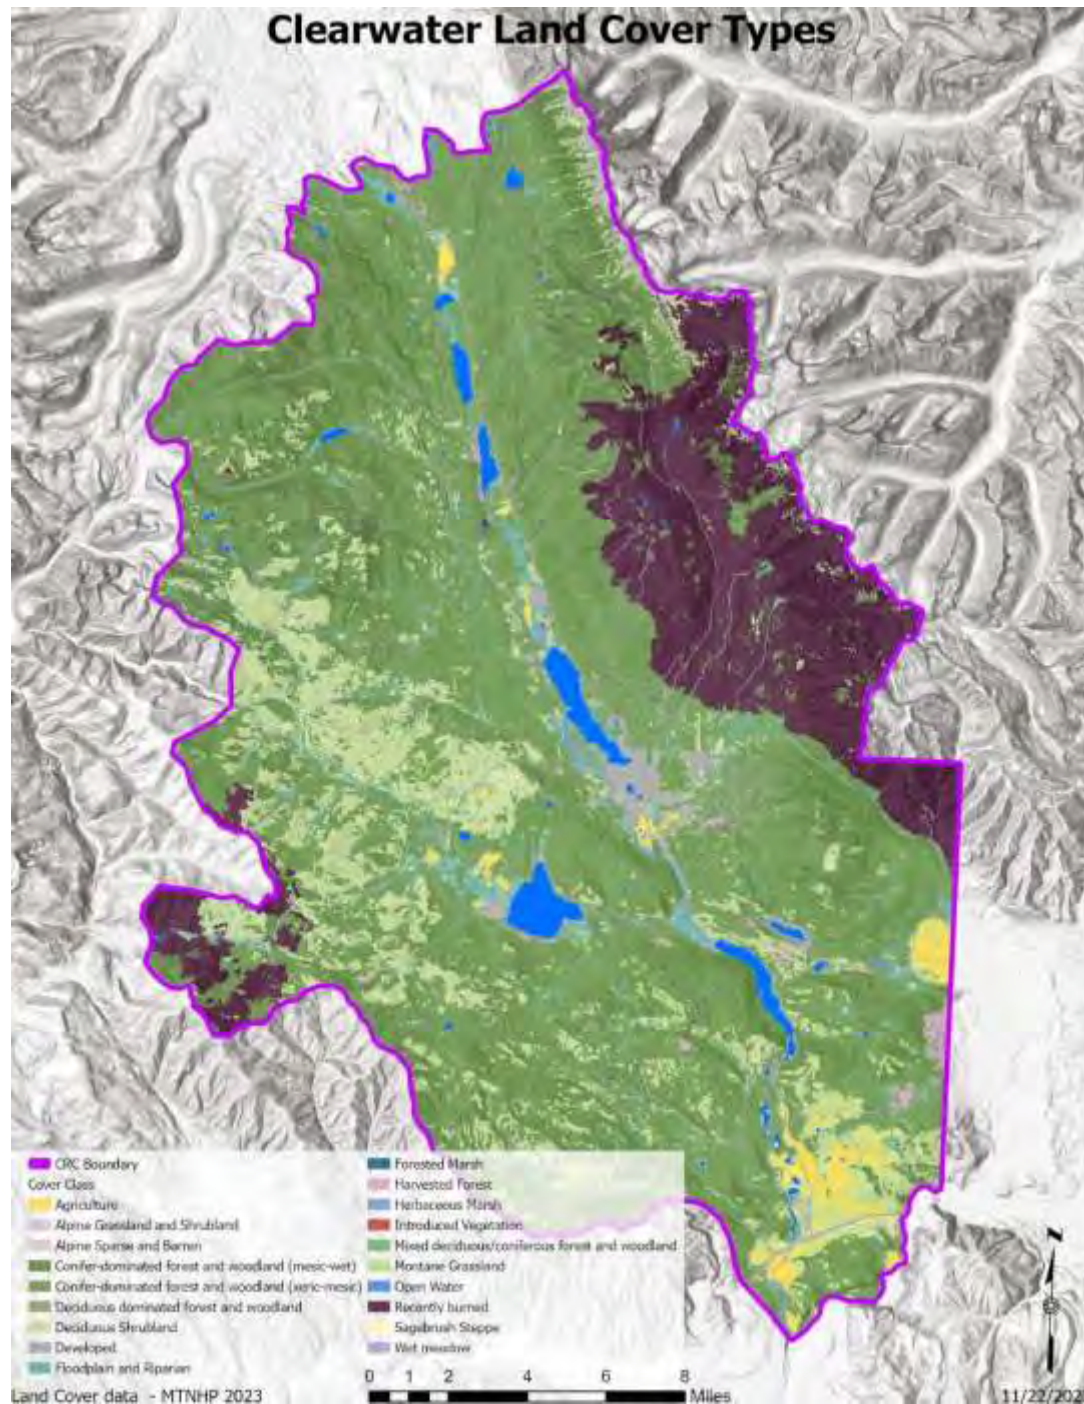 Clearwater Land Cover Types
CRC Boundary
Cover Class
Agriculture
Alpine Grassland and Shrubland
Alpine Sparse and Barren
Conifer-dominated forest and woodland (mesic-wet)
Conifer-dominated forest and woodland (xeric-mesic)
Deciduous dominated forest and woodland
Deciduous Shrubland
Developed
Floodplain and Riparian
Forested Marsh
Harvested Forest
Herbaceous Marsh
Introduced Vegetation
Mixed deciduous/coniferous forest and woodland
Montane Grassland
Open Water
Recently burned
Sagebrush Steppe
Wet meadow
N
0 1 2 4 6 8
Miles
Land Cover data - MTNHP 2023
11/22/202